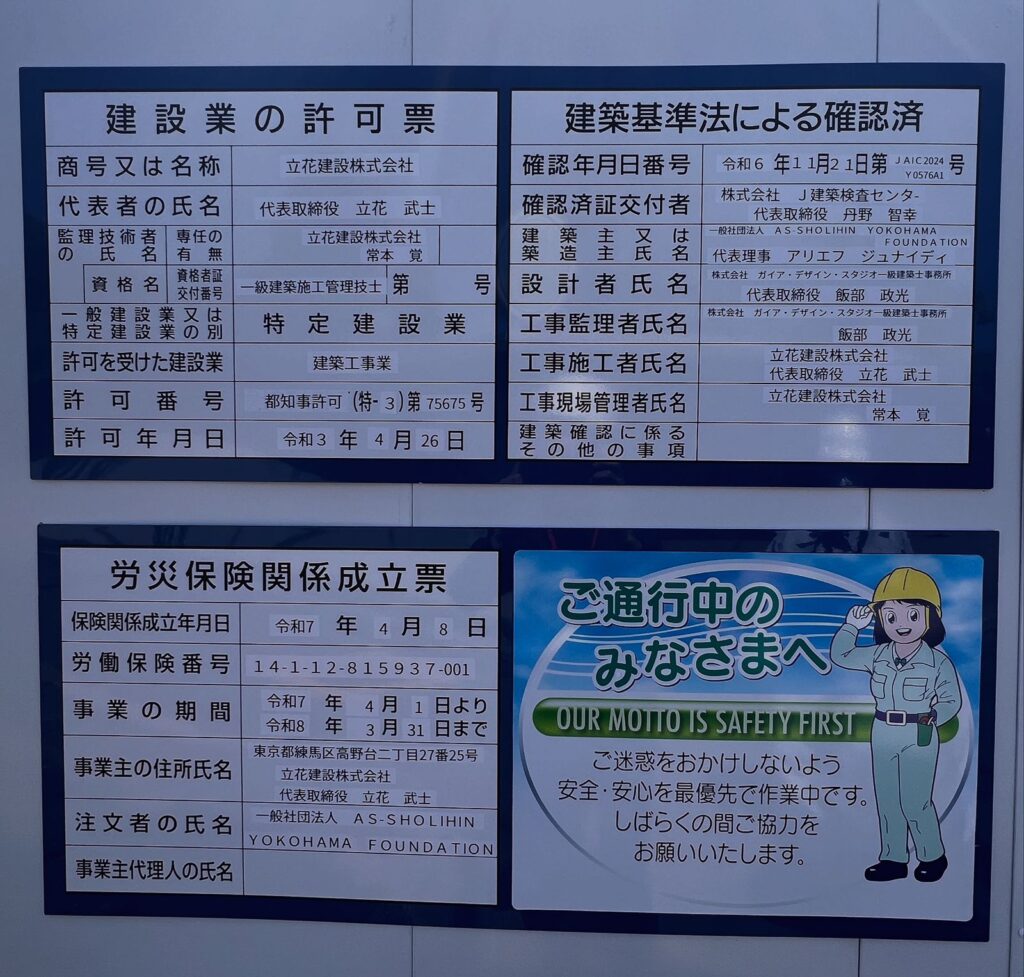 建設業の許可票
商号又は名称 立花建設株式会社
代表者の氏名 代表取締役 立花 武士
監理技術者の氏名 専任の有無 立花建設株式会社
常本 覚
資格名 資格者証交付番号 一級建築施工管理技士 第 号
一般建設業又は特定建設業の別 特定建設業
許可を受けた建設業 建築工事業
許可番号 都知事許可(特-3)第75675号
許可年月日 令和3年4月26日
建築基準法による確認済
確認年月日番号 令和6年11月21日第 JAIC2024 Y0576A1 号
確認済証交付者 株式会社 J建築検査センター
代表取締役 丹野 智幸
建築主又は築造主氏名 一般社団法人 AS-SHOLIHIN YOKOHAMA FOUNDATION
代表理事 アリエフ ジュナイディ
設計者氏名 株式会社 ガイア・デザイン・スタジオ一級建築士事務所
代表取締役 飯部 政光
工事監理者氏名 株式会社 ガイア・デザイン・スタジオ一級建築士事務所
飯部 政光
工事施工者氏名 立花建設株式会社
代表取締役 立花 武士
工事現場管理者氏名 立花建設株式会社
常本 覚
建築確認に係るその他の事項
労災保険関係成立票
保険関係成立年月日 令和7年4月8日
労働保険番号 14-1-12-815937-001
事業の期間 令和7年4月1日より
令和8年3月31日まで
事業主の住所氏名 東京都練馬区高野台二丁目27番25号
立花建設株式会社
代表取締役 立花 武士
注文者の氏名 一般社団法人 AS-SHOLIHIN
YOKOHAMA FOUNDATION
事業主代理人の氏名
ご通行中の
みなさまへ
OUR MOTTO IS SAFETY FIRST
ご迷惑をおかけしないよう
安全・安心を最優先で作業中です。
しばらくの間ご協力を
お願いいたします。